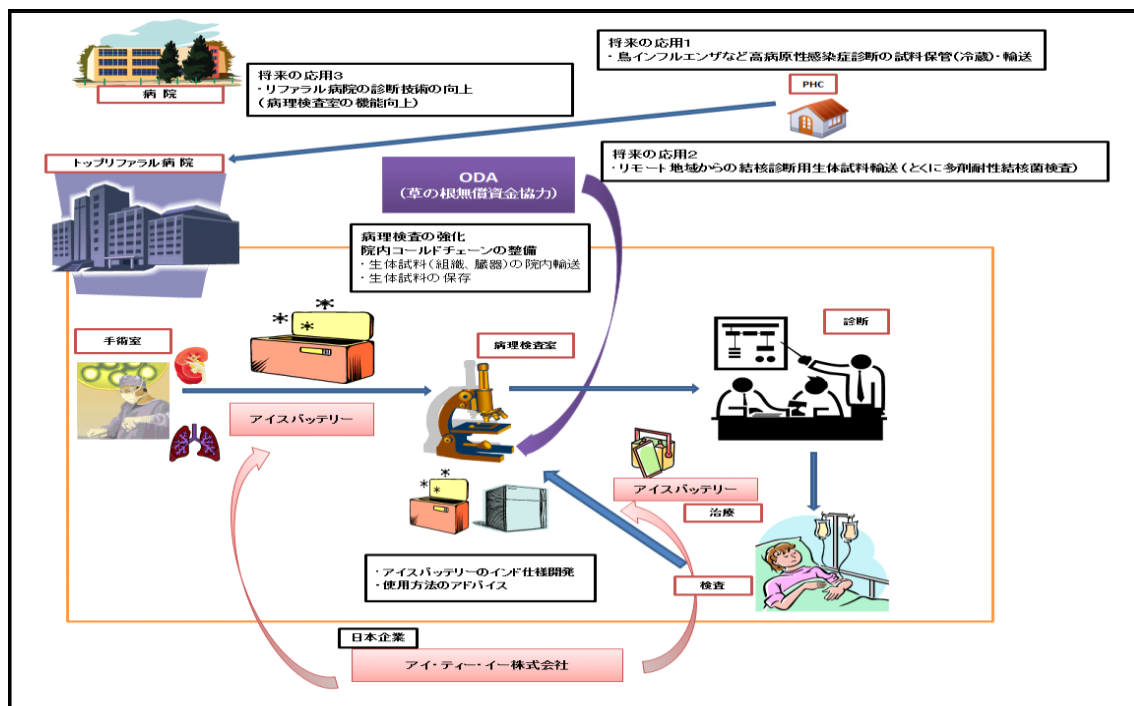 将来の応用1
・鳥インフルエンザなど高病原性感染症診断の試料保管(冷蔵)・輸送
PHC
将来の応用3
・リファラル病院の診断技術の向上
(病理検査室の機能向上)
病院
トップリファラル病院
ODA
(草の根無償資金協力)
将来の応用2
・リモート地域からの結核診断用生体試料輸送(とくに多剤耐性結核菌検査)
病理検査の強化
院内コールドチェーンの整備
・生体試料(組織、臓器)の院内輸送
・生体試料の保存
手術室
病理検査室
診断
アイスバッテリー
アイスバッテリー
治療
・アイスバッテリーのインド仕様開発
・使用方法のアドバイス
検査
日本企業
アイ・ティー・イー株式会社